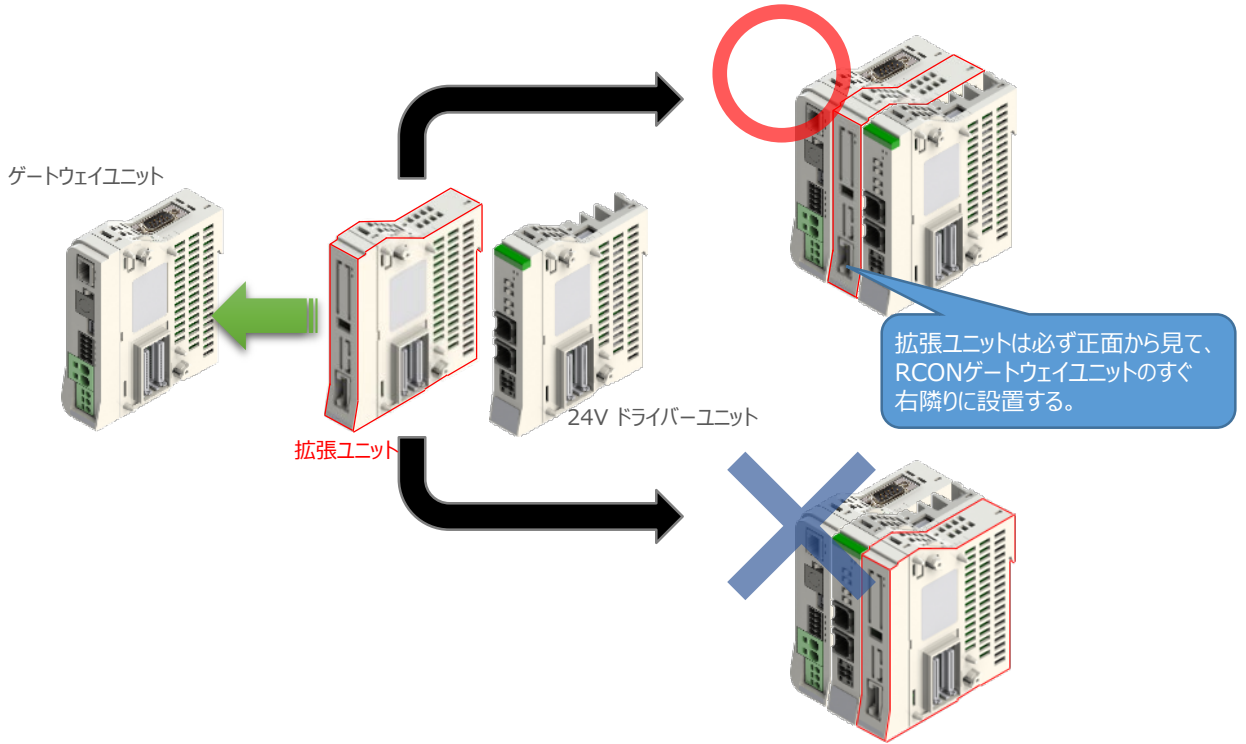 ゲートウェイユニット
拡張ユニットは必ず正面から見て、
RCONゲートウェイユニットのすぐ
右隣りに設置する。
24V ドライバーユニット
拡張ユニット